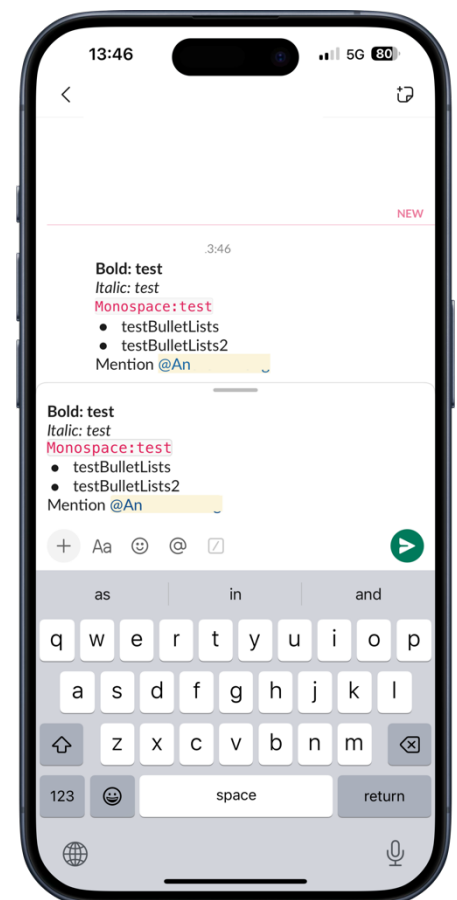 13:46
5G 80
NEW
.3:46
Bold: test
Italic: test
Monospace:test
testBulletLists
testBulletLists2
Mention @An
Bold: test
Italic: test
Monospace:test
testBulletLists
testBulletLists2
Mention @An
Aa @
as in and
q w e r t y u i o p
a s d f g h j k l
z x c v b n m
123 space return